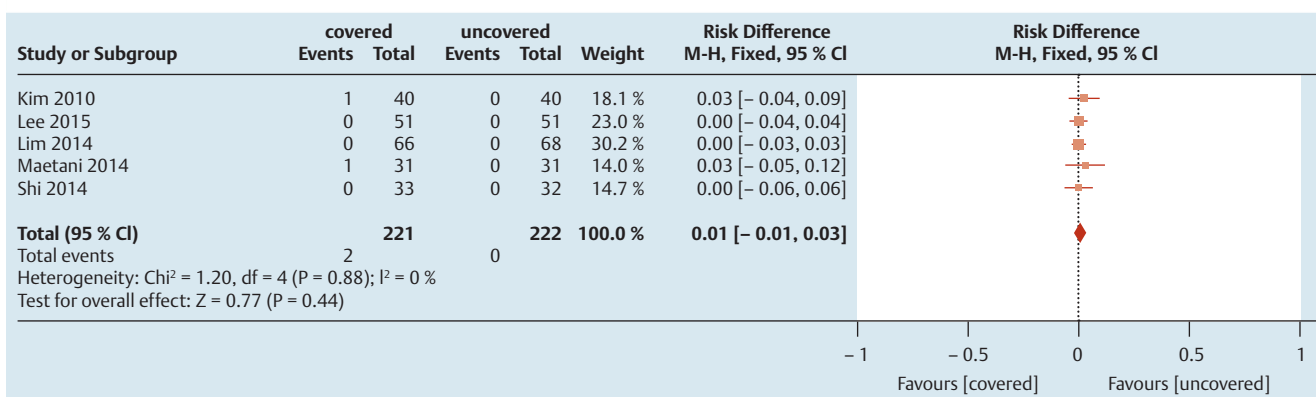 covered uncovered Risk Difference Risk Difference
Study or Subgroup Events Total Events Total Weight M-H, Fixed, 95 % CI M-H, Fixed, 95 % CI
Kim 2010 1 40 0 40 18.1 % 0.03 [– 0.04, 0.09]
Lee 2015 0 51 0 51 23.0 % 0.00 [– 0.04, 0.04]
Lim 2014 0 66 0 68 30.2 % 0.00 [– 0.03, 0.03]
Maetani 2014 1 31 0 31 14.0 % 0.03 [– 0.05, 0.12]
Shi 2014 0 33 0 32 14.7 % 0.00 [– 0.06, 0.06]
Total (95 % CI) 221 222 100.0 % 0.01 [– 0.01, 0.03]
Total events 2 0
Heterogeneity: Chi² = 1.20, df = 4 (P = 0.88); I² = 0 %
Test for overall effect: Z = 0.77 (P = 0.44)
– 1 – 0.5 0 0.5 1
Favours [covered] Favours [uncovered]